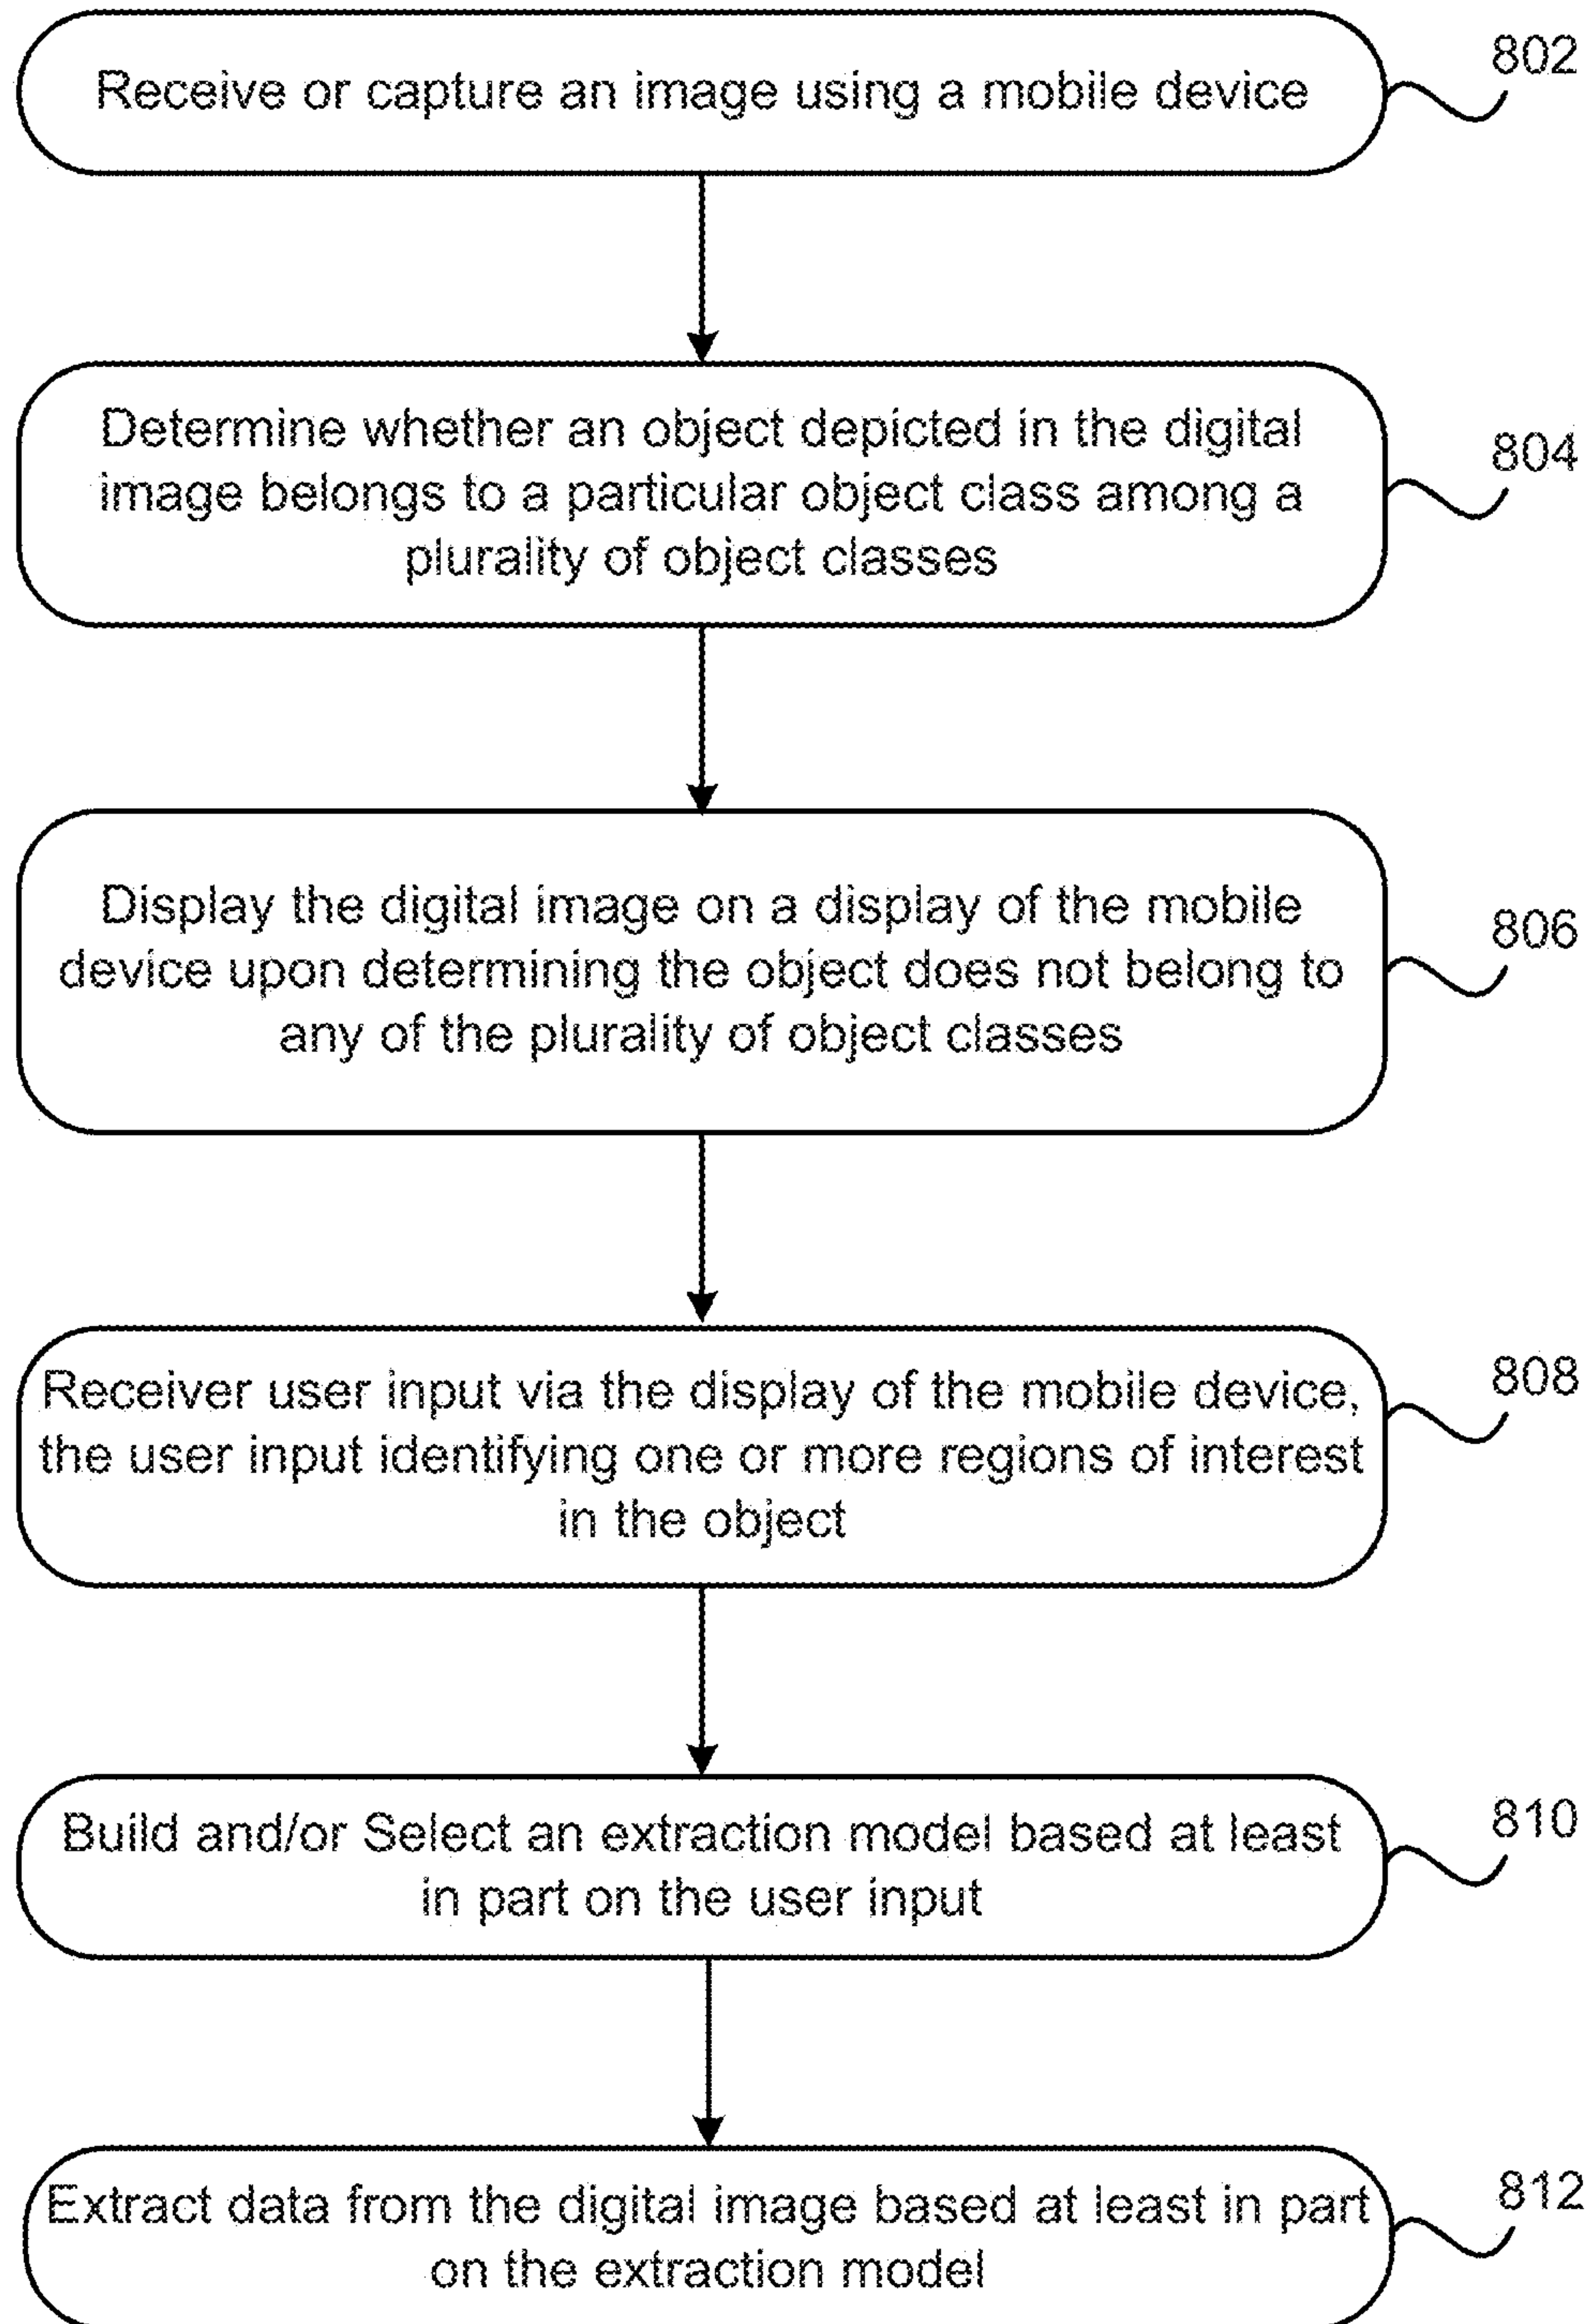 Receive or capture an image using a mobile device
802
Determine whether an object depicted in the digital
image belongs to a particular object class among a
plurality of object classes
804
Display the digital image on a display of the mobile
device upon determining the object does not belong to
any of the plurality of object classes
806
Receiver user input via the display of the mobile device,
the user input identifying one or more regions of interest
in the object
808
Build and/or Select an extraction model based at least
in part on the user input
810
Extract data from the digital image based at least in part
on the extraction model
812